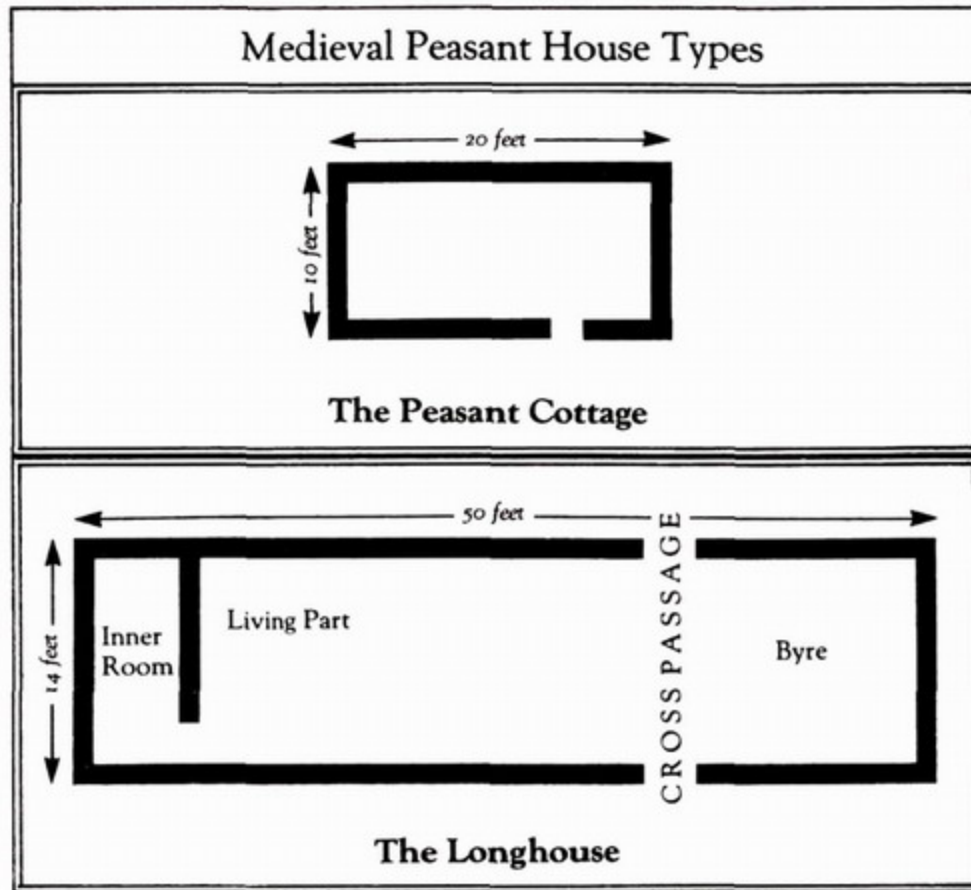 Medieval Peasant House Types
20 feet
10 feet
The Peasant Cottage
50 feet
14 feet
Inner
Room
Living Part
CROSS PASSAGE
Byre
The Longhouse